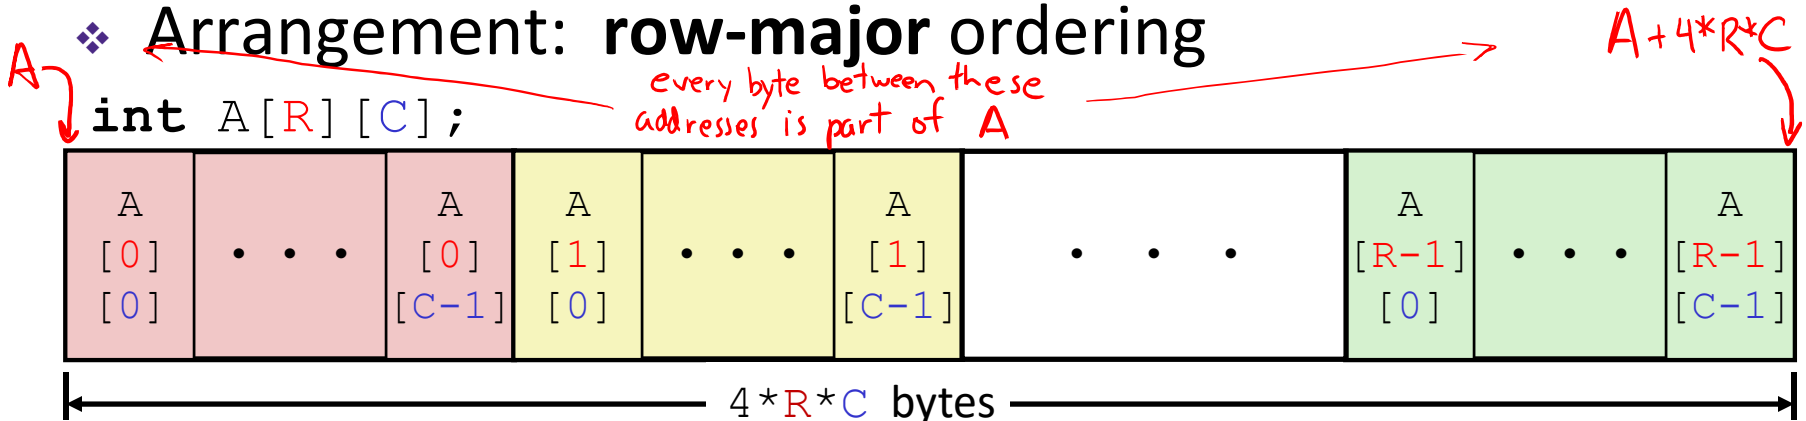 ❖ Arrangement: row-major ordering
A
A+4*R*C
every byte between these
addresses is part of A
int A[R][C];
A • • • A A • • • A • • • A • • • A
[0] [0] [1] [1] [R-1] [R-1]
[0] [C-1] [0] [C-1] [0] [C-1]
4*R*C bytes